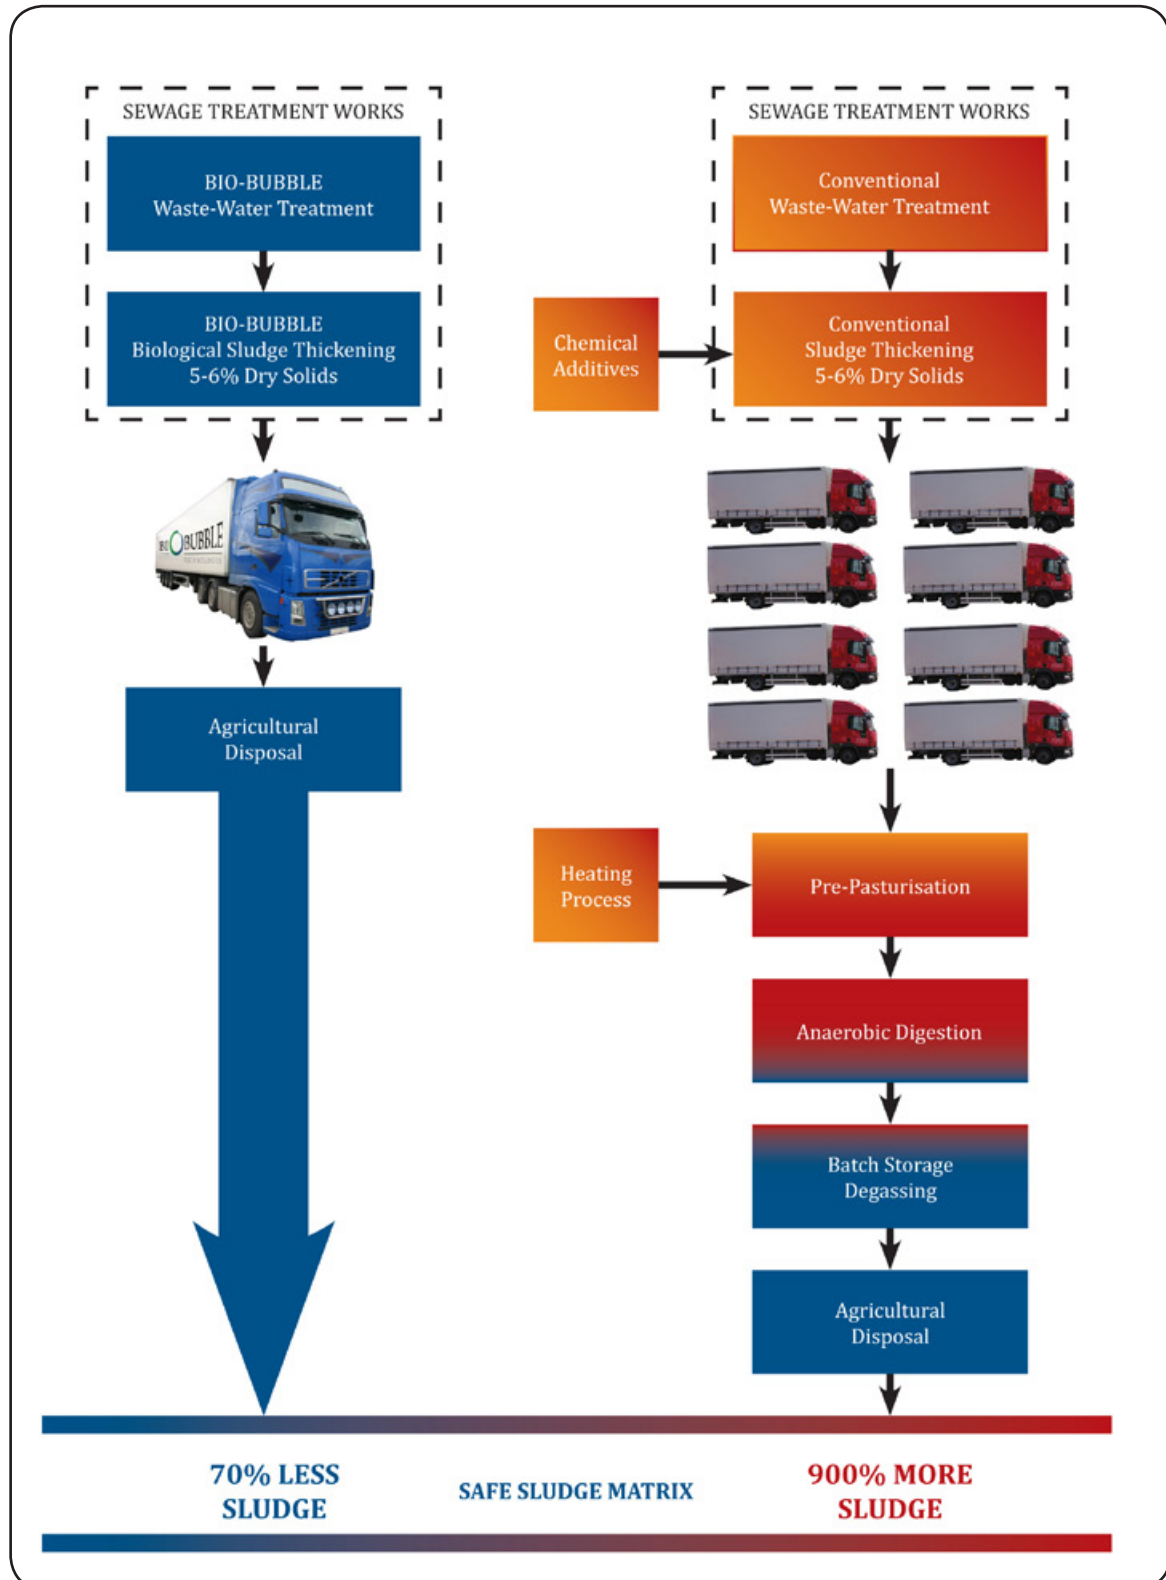 SEWAGE TREATMENT WORKS
BIO-BUBBLE
Waste-Water Treatment
BIO-BUBBLE
Biological Sludge Thickening
5-6% Dry Solids
BUBBLE
Agricultural
Disposal
SEWAGE TREATMENT WORKS
Conventional
Waste-Water Treatment
Chemical
Additives
Conventional
Sludge Thickening
5-6% Dry Solids
Heating
Process
Pre-Pasturisation
Anaerobic Digestion
Batch Storage
Degassing
Agricultural
Disposal
70% LESS
SLUDGE
SAFE SLUDGE MATRIX
900% MORE
SLUDGE